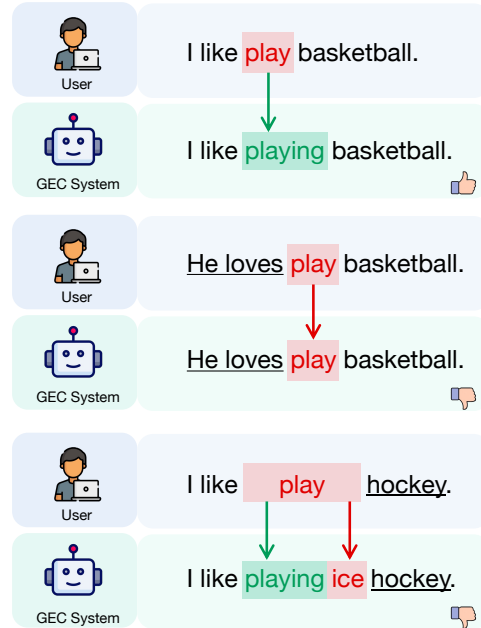 I like play basketball.
User
I like playing basketball.
GEC System
He loves play basketball.
User
He loves play basketball.
GEC System
I like play hockey.
User
I like playing ice hockey.
GEC System